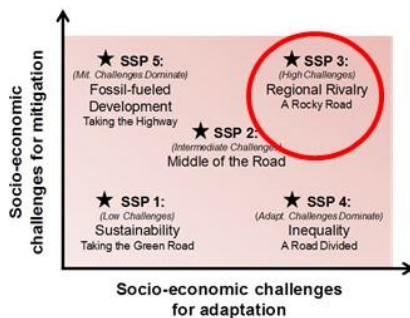 Socio-economic
challenges for mitigation
★ SSP 5:
(Mit. Challenges Dominate)
Fossil-fueled
Development
Taking the Highway
★ SSP 3:
(High Challenges)
Regional Rivalry
A Rocky Road
★ SSP 2:
(Intermediate Challenges)
Middle of the Road
★ SSP 1:
(Low Challenges)
Sustainability
Taking the Green Road
★ SSP 4:
(Adapt. Challenges Dominate)
Inequality
A Road Divided
Socio-economic challenges
for adaptation